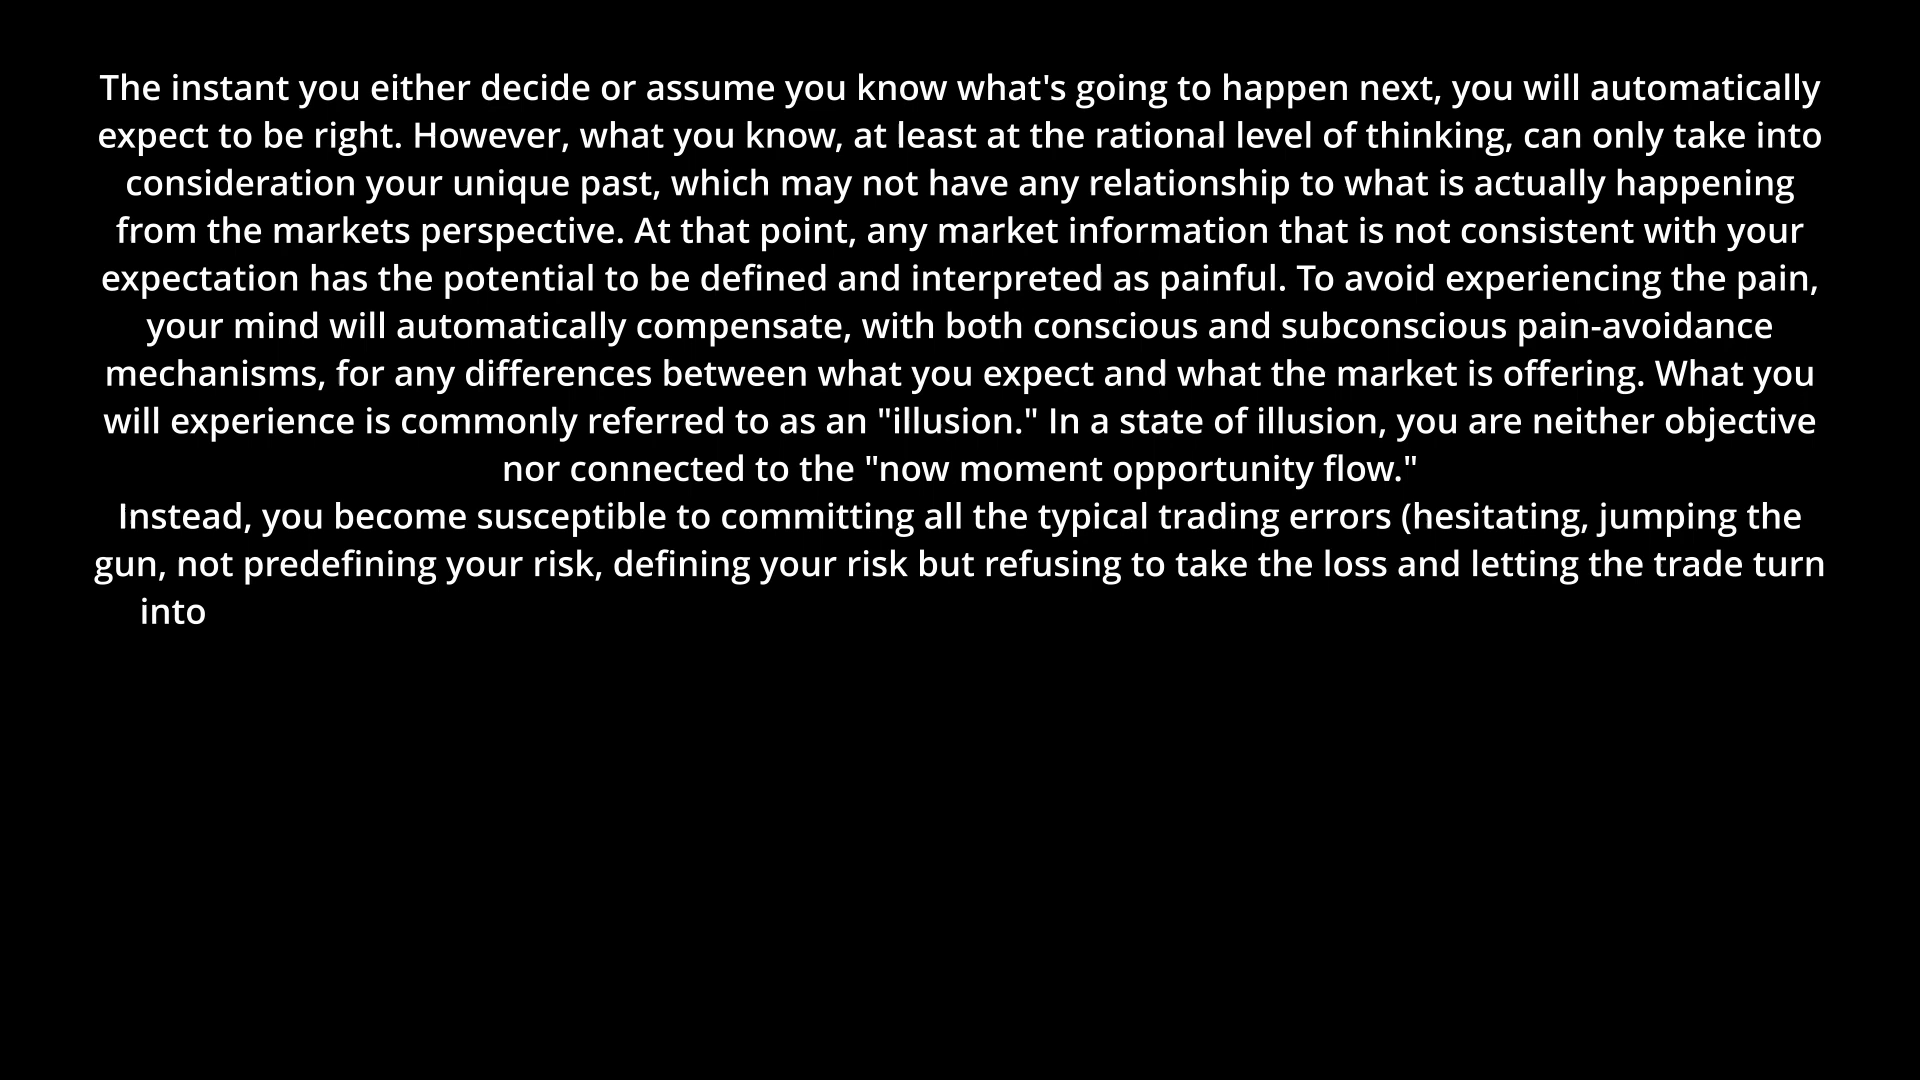 The instant you either decide or assume you know what's going to happen next, you will automatically
expect to be right. However, what you know, at least at the rational level of thinking, can only take into
consideration your unique past, which may not have any relationship to what is actually happening
from the markets perspective. At that point, any market information that is not consistent with your
expectation has the potential to be defined and interpreted as painful. To avoid experiencing the pain,
your mind will automatically compensate, with both conscious and subconscious pain-avoidance
mechanisms, for any differences between what you expect and what the market is offering. What you
will experience is commonly referred to as an "illusion." In a state of illusion, you are neither objective
nor connected to the "now moment opportunity flow."
Instead, you become susceptible to committing all the typical trading errors (hesitating, jumping the
gun, not predefining your risk, defining your risk but refusing to take the loss and letting the trade turn
into